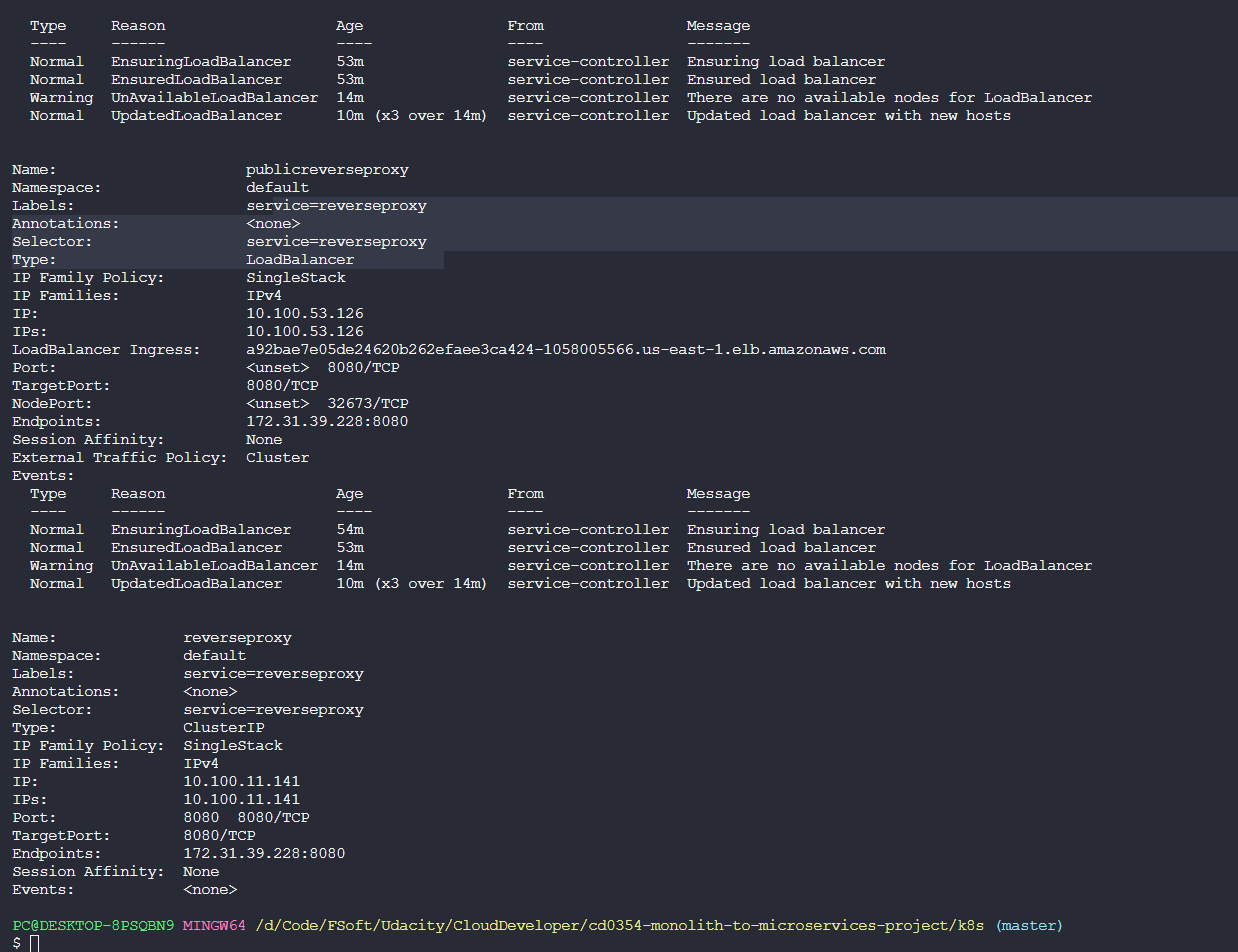 Type     Reason                   Age                From                Message
----     ------                   ----               ----                -------
Normal   EnsuringLoadBalancer     53m                service-controller  Ensuring load balancer
Normal   EnsuredLoadBalancer      53m                service-controller  Ensured load balancer
Warning  UnAvailableLoadBalancer  14m                service-controller  There are no available nodes for LoadBalancer
Normal   UpdatedLoadBalancer      10m (x3 over 14m)  service-controller  Updated load balancer with new hosts
Name:                     publicreverseproxy
Namespace:                default
Labels:                   service=reverseproxy
Annotations:              <none>
Selector:                 service=reverseproxy
Type:                     LoadBalancer
IP Family Policy:         SingleStack
IP Families:              IPv4
IP:                       10.100.53.126
IPs:                      10.100.53.126
LoadBalancer Ingress:     a92bae7e05de24620b262efaee3ca424-1058005566.us-east-1.elb.amazonaws.com
Port:                     <unset>  8080/TCP
TargetPort:               8080/TCP
NodePort:                 <unset>  32673/TCP
Endpoints:                172.31.39.228:8080
Session Affinity:         None
External Traffic Policy:  Cluster
Events:
Type     Reason                   Age                From                Message
----     ------                   ----               ----                -------
Normal   EnsuringLoadBalancer     54m                service-controller  Ensuring load balancer
Normal   EnsuredLoadBalancer      53m                service-controller  Ensured load balancer
Warning  UnAvailableLoadBalancer  14m                service-controller  There are no available nodes for LoadBalancer
Normal   UpdatedLoadBalancer      10m (x3 over 14m)  service-controller  Updated load balancer with new hosts
Name:              reverseproxy
Namespace:         default
Labels:            service=reverseproxy
Annotations:       <none>
Selector:          service=reverseproxy
Type:              ClusterIP
IP Family Policy:  SingleStack
IP Families:       IPv4
IP:                10.100.11.141
IPs:               10.100.11.141
Port:              8080  8080/TCP
TargetPort:        8080/TCP
Endpoints:         172.31.39.228:8080
Session Affinity:  None
Events:            <none>
PC@DESKTOP-8PSQBN9 MINGW64 /d/Code/FSoft/Udacity/CloudDeveloper/cd0354-monolith-to-microservices-project/k8s (master)
$